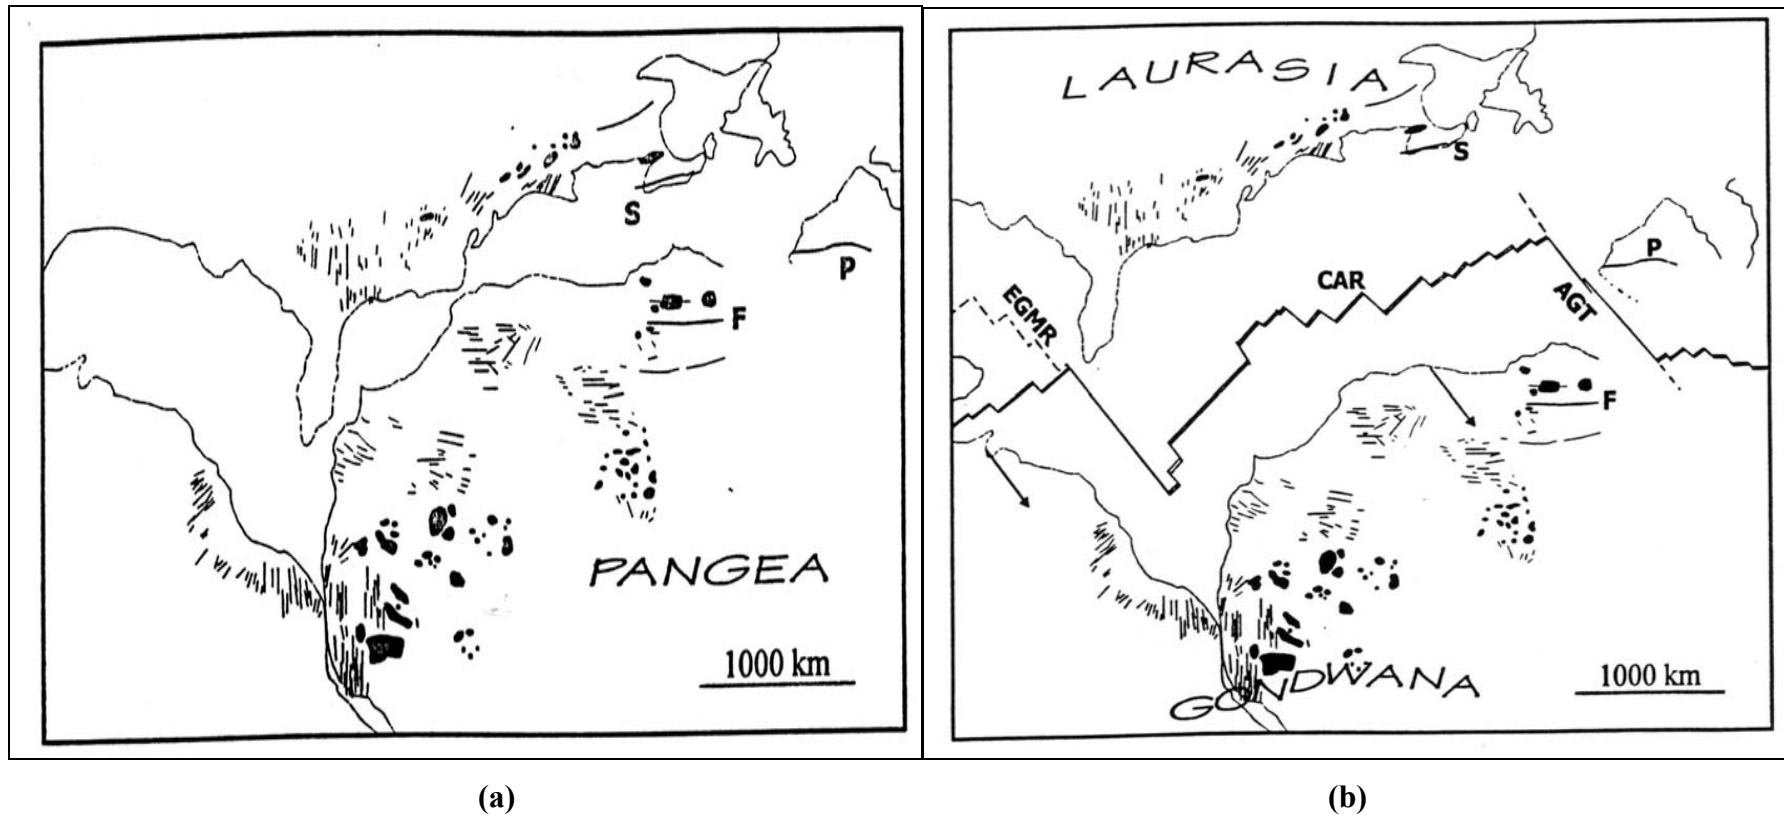 S
P
F
PANGEA
1000 km
(a)
LAURASIA
S
P
CAR
EGMR
AGT
F
1000 km
GONDWANA
(b)